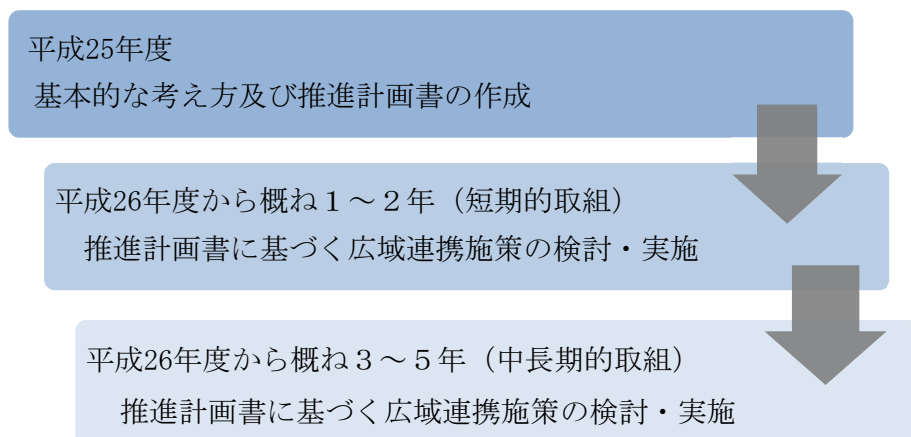 平成25年度
基本的な考え方及び推進計画書の作成
平成26年度から概ね１～２年（短期的取組）
推進計画書に基づく広域連携施策の検討・実施
平成26年度から概ね３～５年（中長期的取組）
推進計画書に基づく広域連携施策の検討・実施